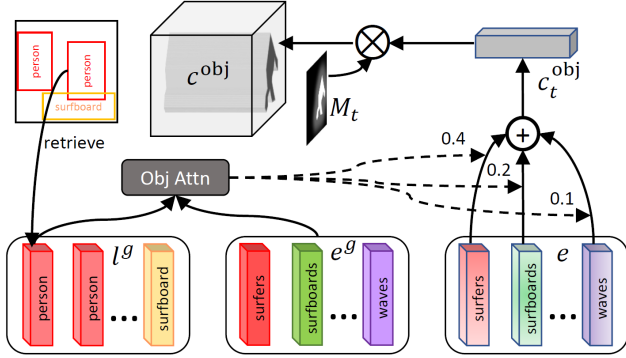 person
person
surfboard
retrieve
c^obj
M_t
c_t^obj
+
0.4
0.2
0.1
Obj Attn
person
person
...
surfboard
l^g
surfers
surfboards
...
waves
e^g
surfers
surfboards
...
waves
e